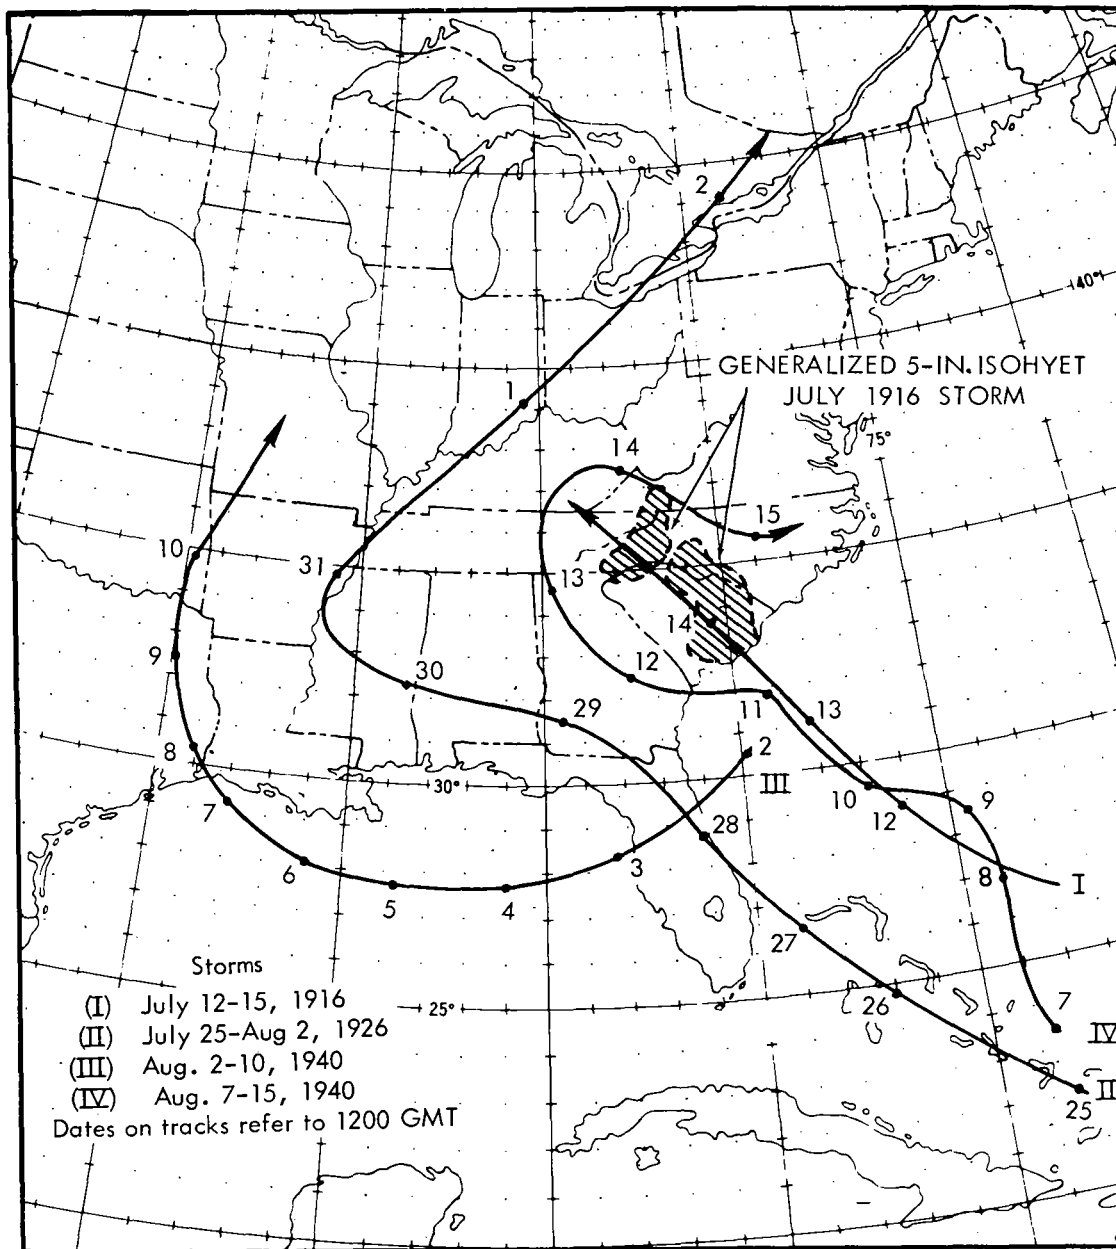 2
40°
GENERALIZED 5-IN. ISOHYET
JULY 1916 STORM
75°
1
14
15
10
31
13
14
9
30
12
11
13
29
8
2
III
30°
10
9
7
12
28
6
3
8
I
5
4
27
Storms
26
7
IV
(I) July 12-15, 1916
25°
(II) July 25-Aug 2, 1926
(III) Aug. 2-10, 1940
II
(IV) Aug. 7-15, 1940
25
Dates on tracks refer to 1200 GMT